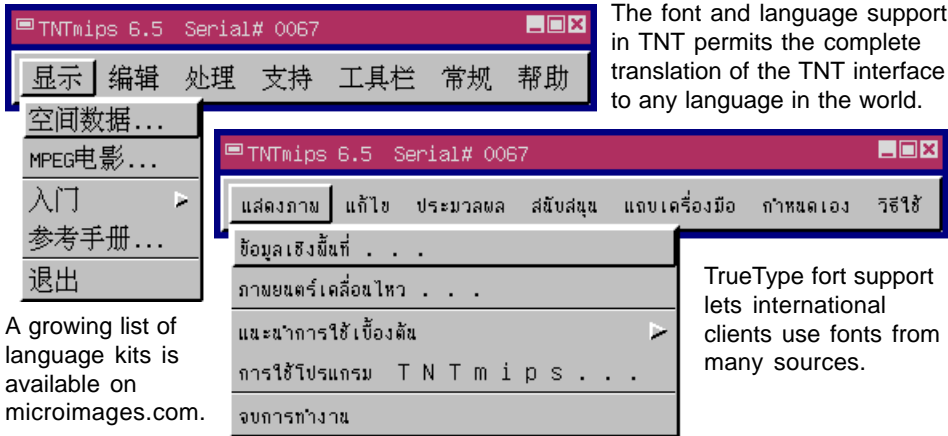 TNTmips 6.5 Serial# 0067
显示 编辑 处理 支持 工具栏 常规 帮助
空间数据...
MPEG电影...
入门
参考手册...
退出
The font and language support
in TNT permits the complete
translation of the TNT interface
to any language in the world.
TNTmips 6.5 Serial# 0067
แสดงภาพ แก้ไข ประมวลผล สนับสนุน แถบเครื่องมือ กำหนดเอง วิธีใช้
ข้อมูลเชิงพื้นที่ . . .
ภาพยนตร์เคลื่อนไหว . . .
แนะนำการใช้เบื้องต้น
การใช้โปรแกรม T N T m i p s . . .
จบการทำงาน
A growing list of
language kits is
available on
microimages.com.
TrueType fort support
lets international
clients use fonts from
many sources.